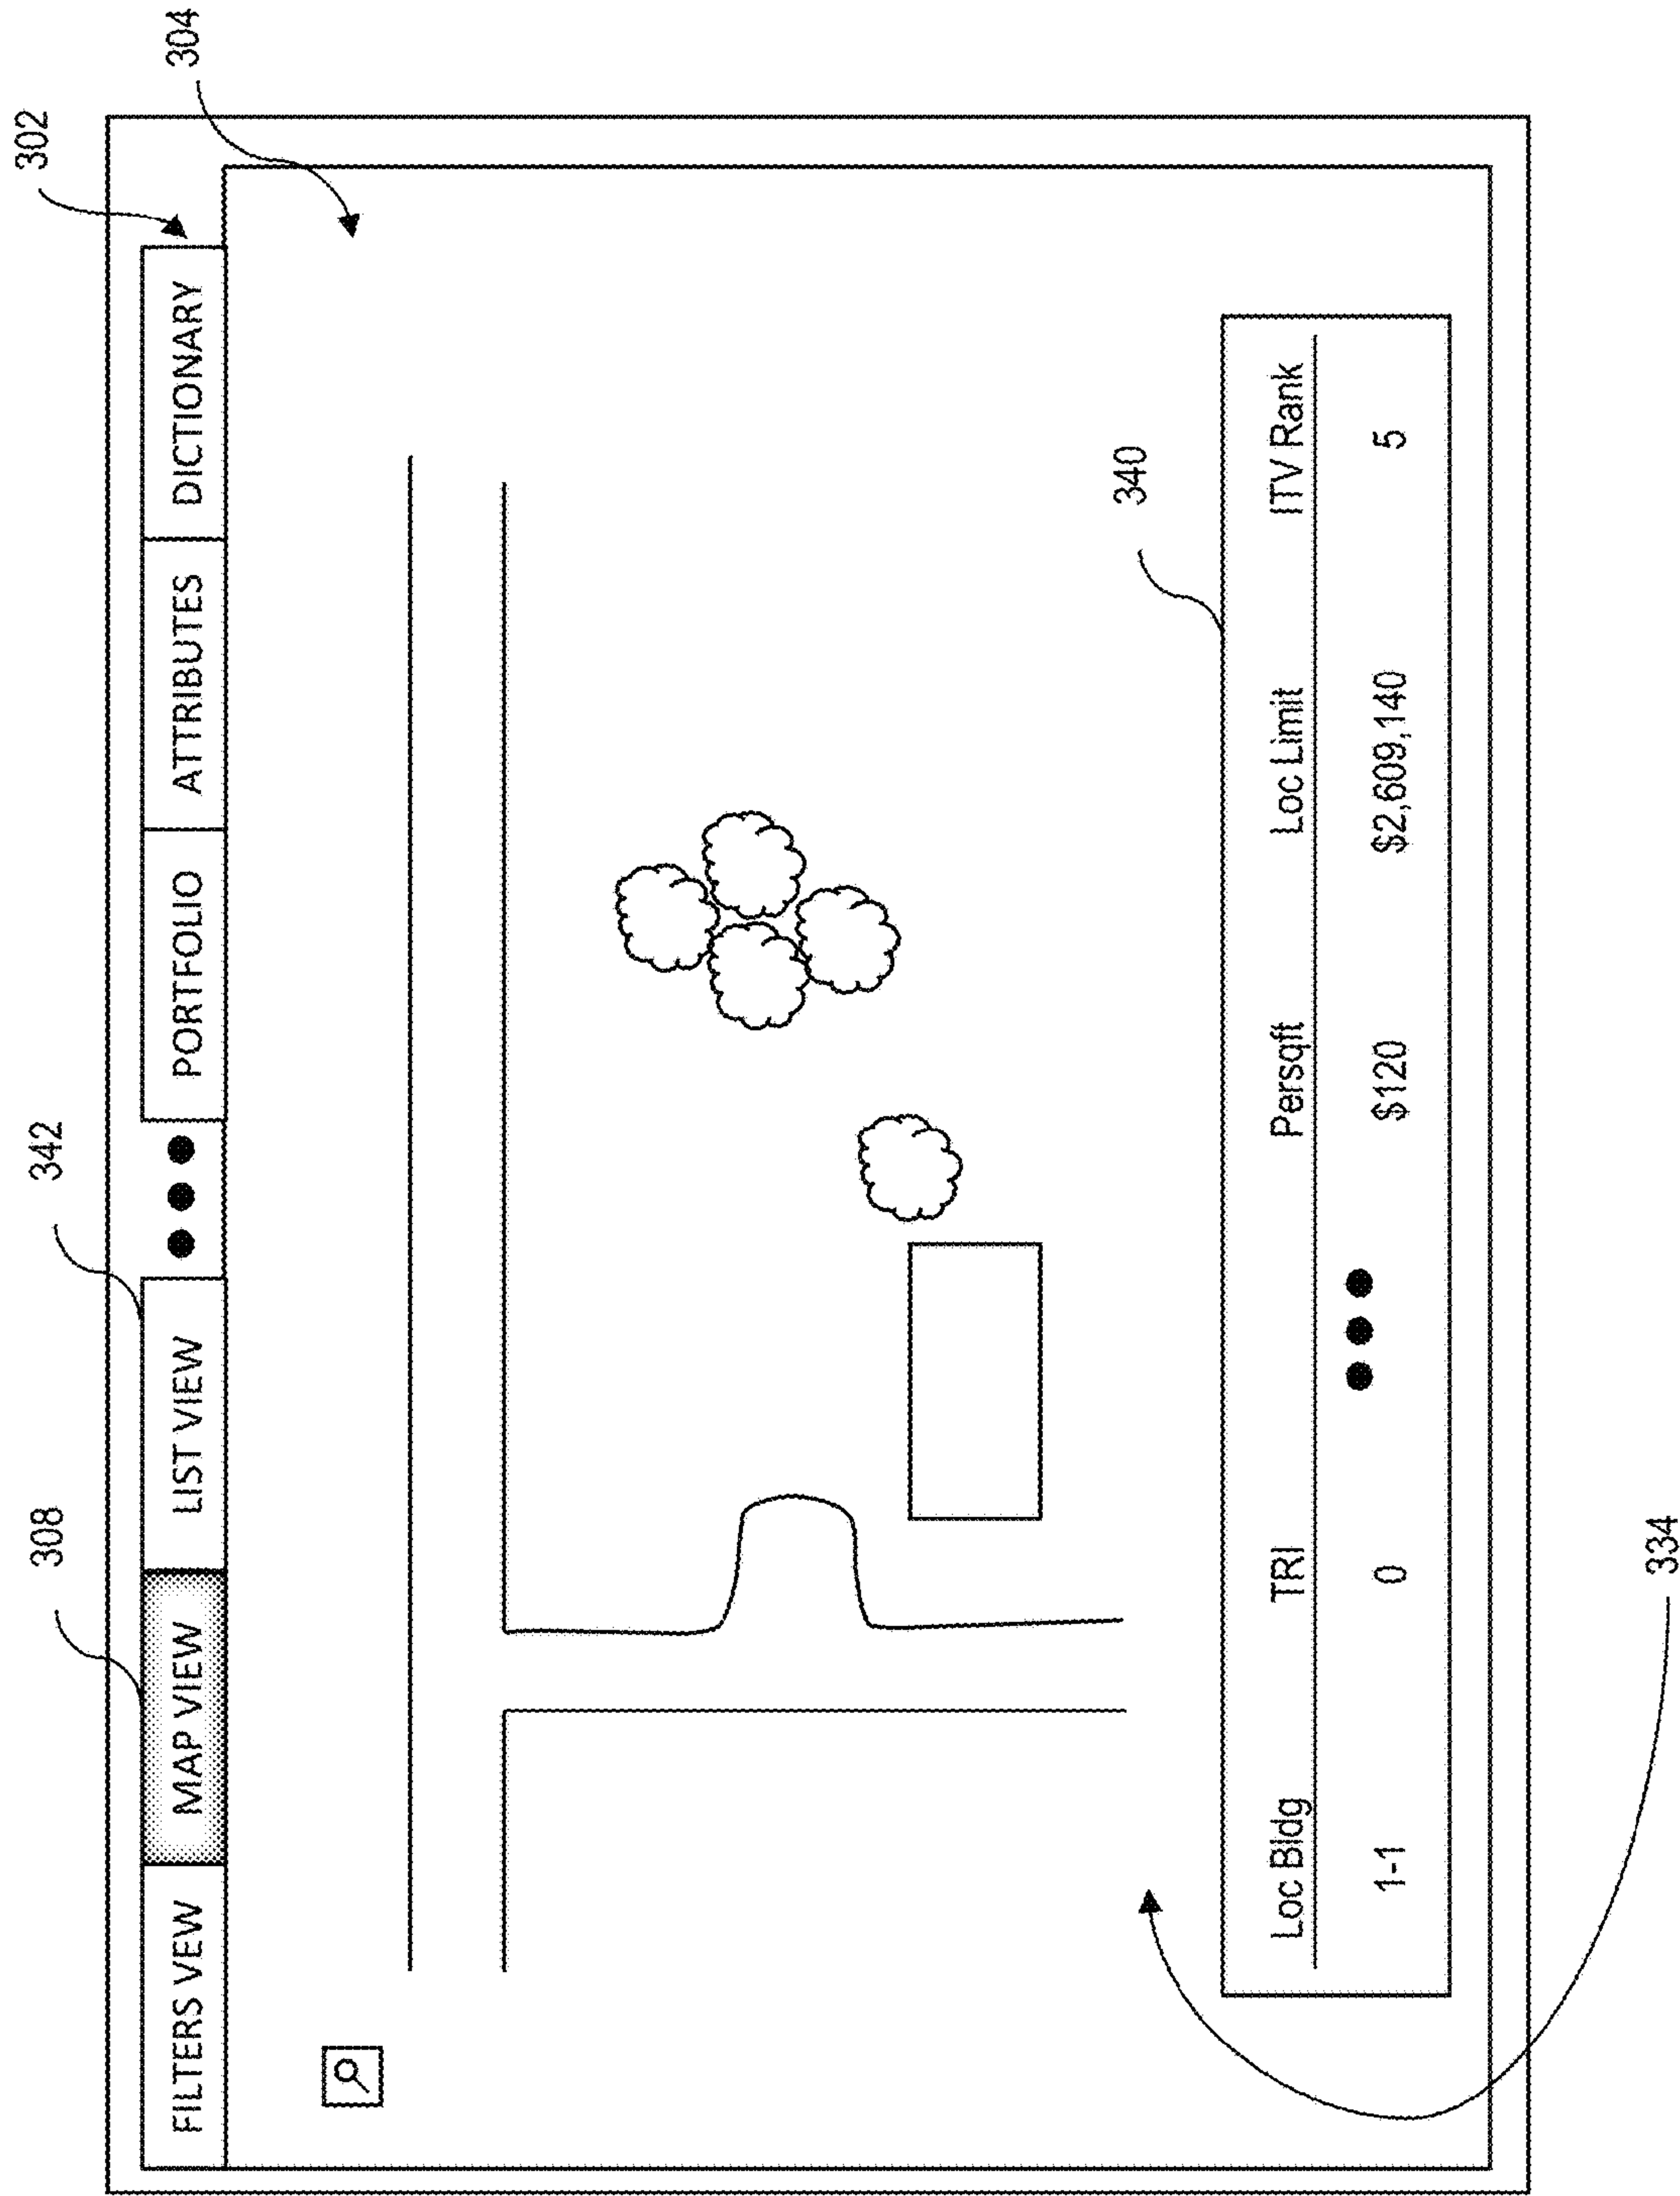 302
304
308
342
FILTERS VEW
MAP VIEW
LIST VIEW
PORTFOLIO
ATTRIBUTES
DICTIONARY
340
Loc Bldg TRI Persqft Loc Limit ITV Rank
1-1 0 $120 $2,609,140 5
334